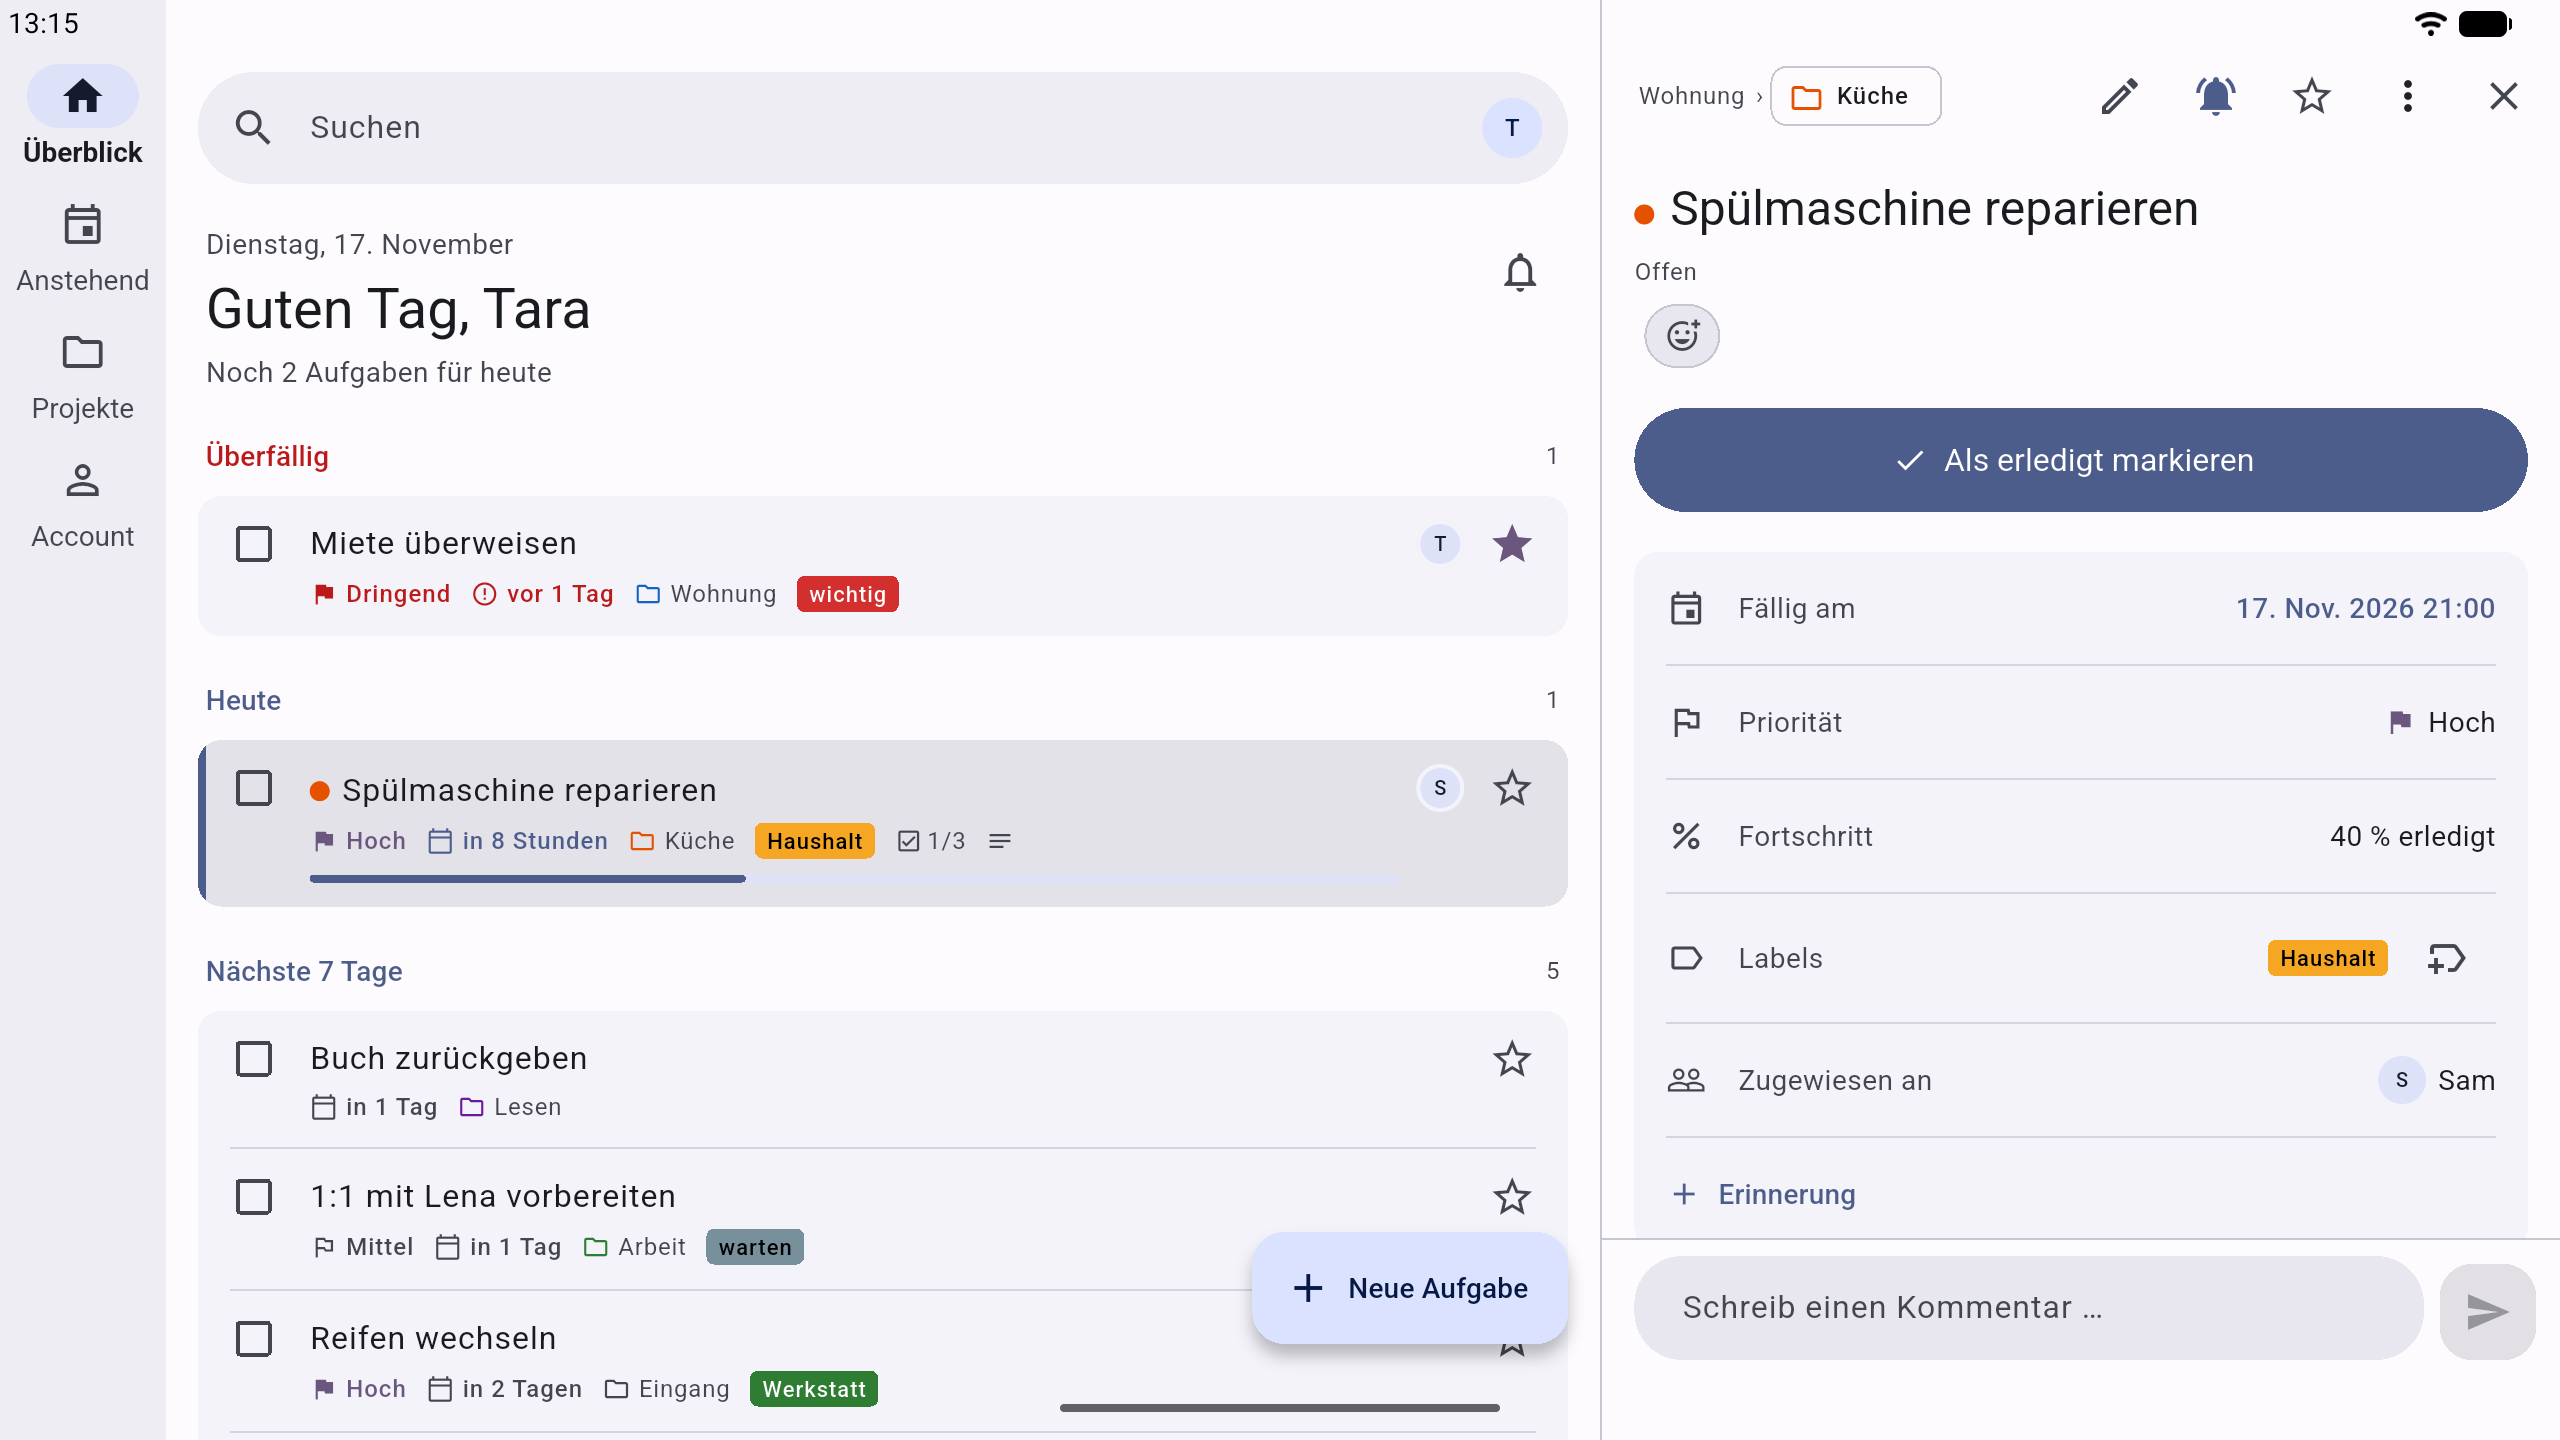 13:15
Überblick
Anstehend
Projekte
Account
Suchen
T
Dienstag, 17. November
Guten Tag, Tara
Noch 2 Aufgaben für heute
Überfällig 1
Miete überweisen T
Dringend vor 1 Tag Wohnung wichtig
Heute 1
Spülmaschine reparieren S
Hoch in 8 Stunden Küche Haushalt 1/3
Nächste 7 Tage 5
Buch zurückgeben
in 1 Tag Lesen
1:1 mit Lena vorbereiten
Mittel in 1 Tag Arbeit warten
Neue Aufgabe
Reifen wechseln
Hoch in 2 Tagen Eingang Werkstatt
Wohnung › Küche
Spülmaschine reparieren
Offen
Als erledigt markieren
Fällig am 17. Nov. 2026 21:00
Priorität Hoch
Fortschritt 40 % erledigt
Labels Haushalt
Zugewiesen an S Sam
Erinnerung
Schreib einen Kommentar …